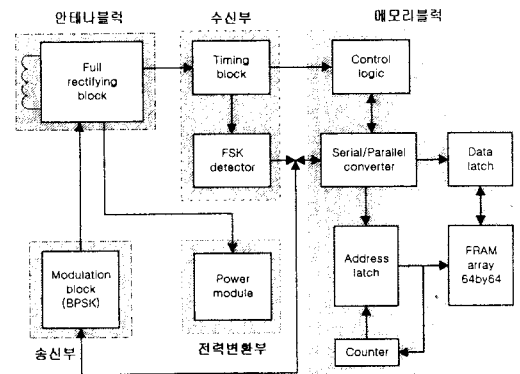 안테나블럭
수신부
메모리블럭
Full
rectifying
block
Timing
block
Control
logic
FSK
detector
Serial/Parallel
converter
Data
latch
Modulation
block
(BPSK)
Power
module
Address
latch
FRAM
array
64by64
송신부
전력변환부
Counter